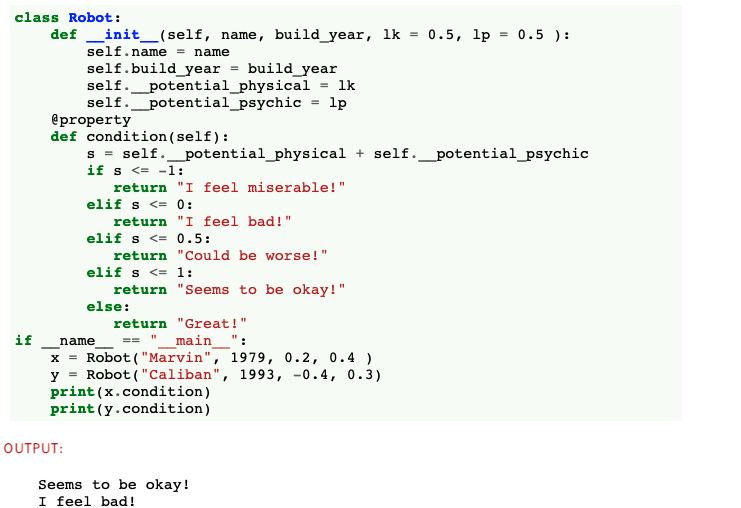 class Robot:
    def __init__(self, name, build_year, lk = 0.5, lp = 0.5 ):
        self.name = name
        self.build_year = build_year
        self.__potential_physical = lk
        self.__potential_psychic = lp
    @property
    def condition(self):
        s = self.__potential_physical + self.__potential_psychic
        if s <= -1:
           return "I feel miserable!"
        elif s <= 0:
           return "I feel bad!"
        elif s <= 0.5:
           return "Could be worse!"
        elif s <= 1:
           return "Seems to be okay!"
        else:
           return "Great!"
if __name__ == "__main__":
    x = Robot("Marvin", 1979, 0.2, 0.4 )
    y = Robot("Caliban", 1993, -0.4, 0.3)
    print(x.condition)
    print(y.condition)
OUTPUT:
Seems to be okay!
I feel bad!